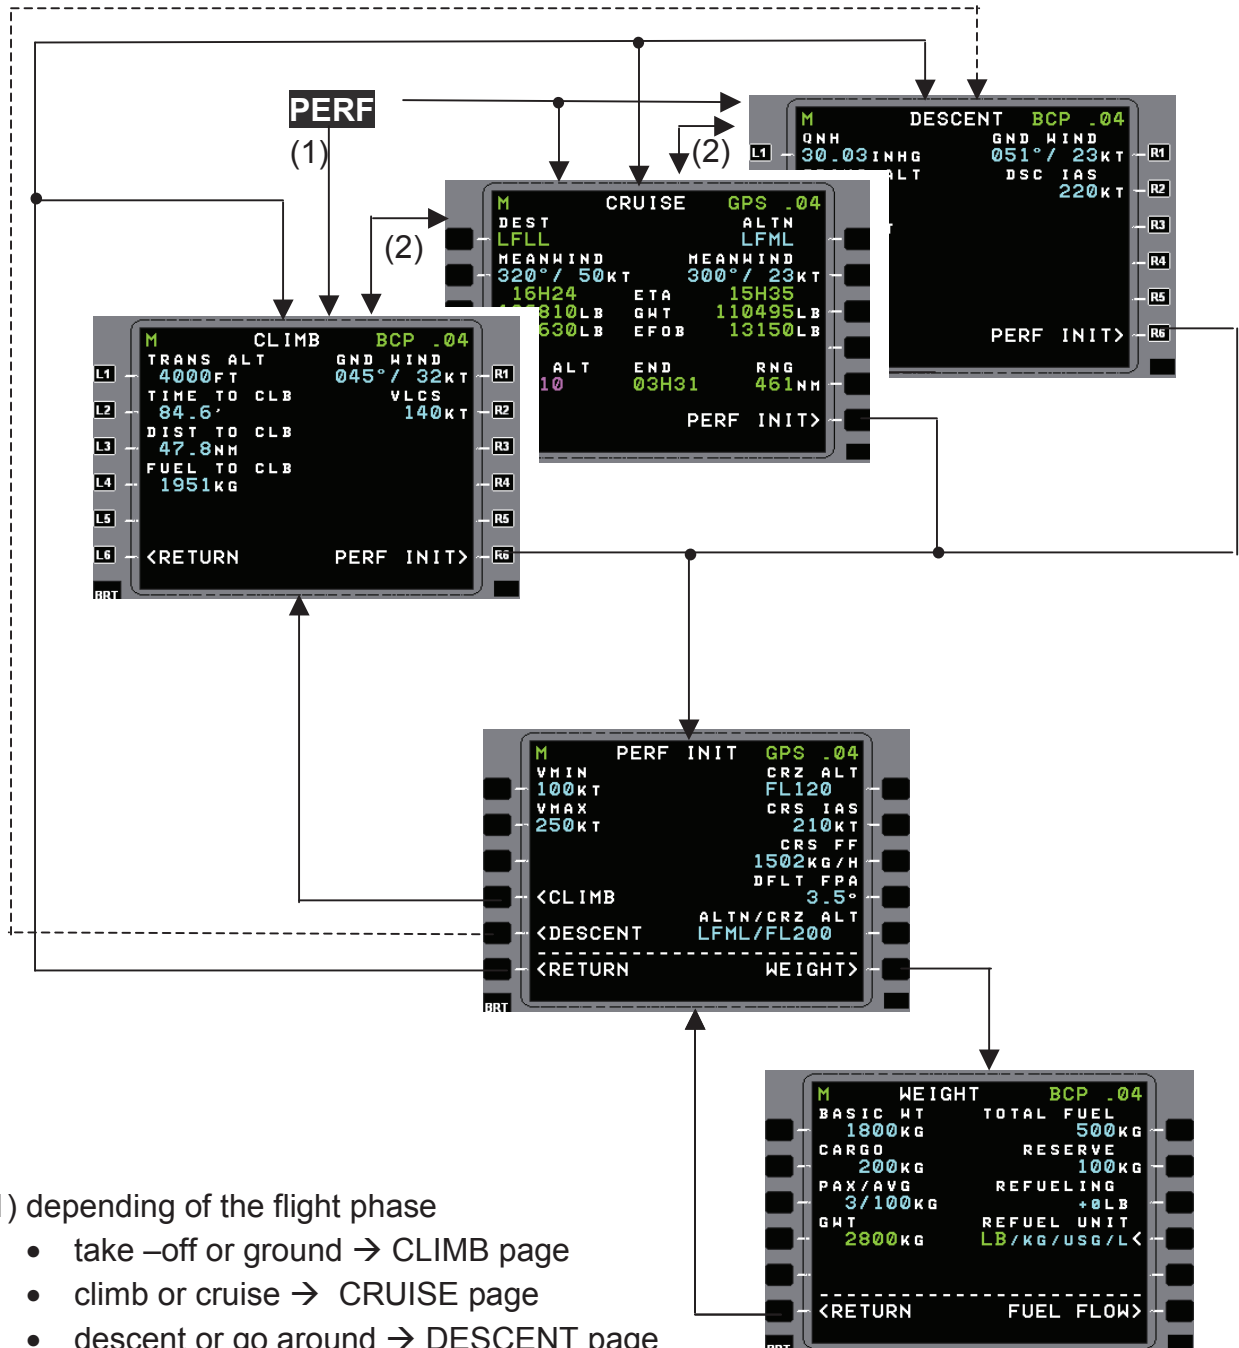 PERF
(1)
(2)
(2)
M DESCENT BCP .04
QNH GND WIND
L1 30.03INHG 051°/ 23KT R1
ALT DSC IAS
220KT R2
R3
R4
R5
PERF INIT> R6
M CRUISE GPS .04
DEST ALTN
LFLL LFML
MEANWIND MEANWIND
320°/ 50KT 300°/ 23KT
16H24 ETA 15H35
810LB GWT 110495LB
630LB EFOB 13150LB
ALT END RNG
10 03H31 461NM
PERF INIT>
M CLIMB BCP .04
TRANS ALT GND WIND
L1 4000FT 045°/ 32KT R1
TIME TO CLB VLCS
L2 84.6' 140KT R2
DIST TO CLB
L3 47.8NM R3
FUEL TO CLB
L4 1951KG R4
L5 R5
L6 <RETURN PERF INIT> R6
BRT
M PERF INIT GPS .04
VMIN CRZ ALT
100KT FL120
VMAX CRS IAS
250KT 210KT
CRS FF
1502KG/H
DFLT FPA
<CLIMB 3.5°
ALTN/CRZ ALT
<DESCENT LFML/FL200
<RETURN WEIGHT>
BRT
M WEIGHT BCP .04
BASIC WT TOTAL FUEL
1800KG 500KG
CARGO RESERVE
200KG 100KG
PAX/AVG REFUELING
3/100KG +0LB
GWT REFUEL UNIT
2800KG LB/KG/USG/L<
<RETURN FUEL FLOW>
1) depending of the flight phase
• take –off or ground → CLIMB page
• climb or cruise → CRUISE page
• descent or go around → DESCENT page